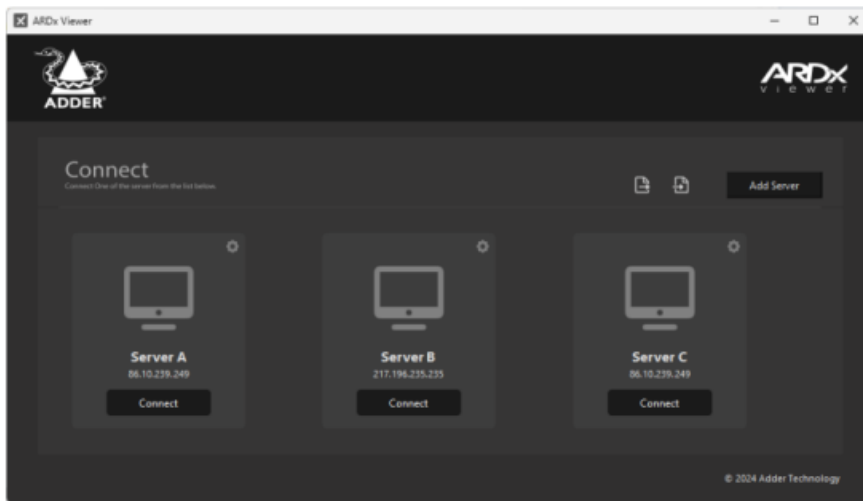 ARDx Viewer
ADDER
ARDx
viewer
Connect
Connect One of the server from the list below.
Add Server
Server A
86.10.239.249
Connect
Server B
217.196.235.235
Connect
Server C
86.10.239.249
Connect
© 2024 Adder Technology